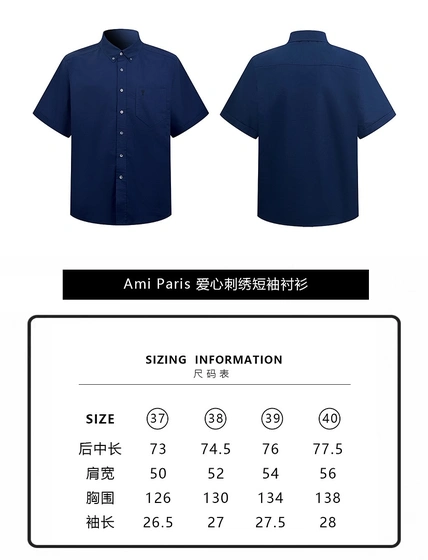 Ami Paris 爱心刺绣短袖衬衫
SIZING INFORMATION
尺码表
SIZE 37 38 39 40
后中长 73 74.5 76 77.5
肩宽 50 52 54 56
胸围 126 130 134 138
袖长 26.5 27 27.5 28